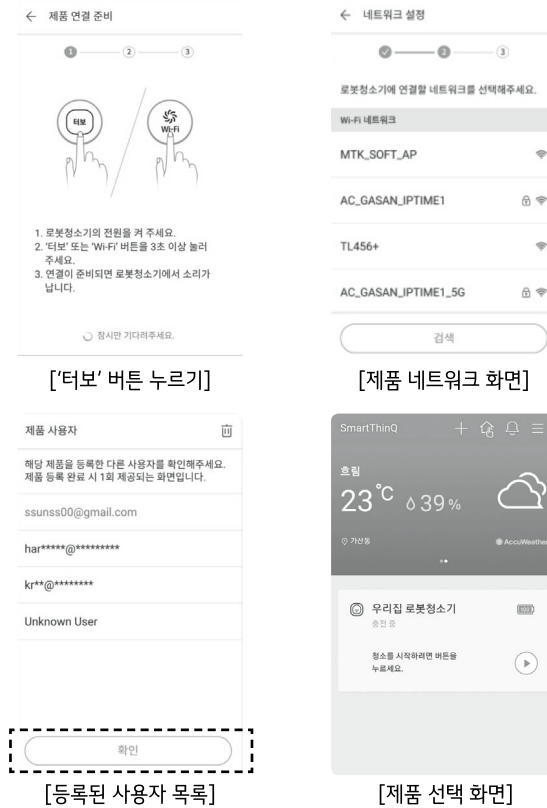 제품 연결 준비
1
2
3
터보
Wi-Fi
1. 로봇청소기의 전원을 켜 주세요.
2. '터보' 또는 'Wi-Fi' 버튼을 3초 이상 눌러
주세요.
3. 연결이 준비되면 로봇청소기에서 소리가
납니다.
잠시만 기다려주세요.
['터보' 버튼 누르기]
네트워크 설정
2
3
로봇청소기에 연결할 네트워크를 선택해주세요.
Wi-Fi 네트워크
MTK_SOFT_AP
AC_GASAN_IPTIME1
TL456+
AC_GASAN_IPTIME1_5G
검색
[제품 네트워크 화면]
제품 사용자
해당 제품을 등록한 다른 사용자를 확인해주세요.
제품 등록 완료 시 1회 제공되는 화면입니다.
ssunss00@gmail.com
har*****@*********
kr**@********
Unknown User
확인
[등록된 사용자 목록]
SmartThinQ
흐림
23°C 39%
가산동
AccuWeather
우리집 로봇청소기
100
충전 중
청소를 시작하려면 버튼을
누르세요.
[제품 선택 화면]